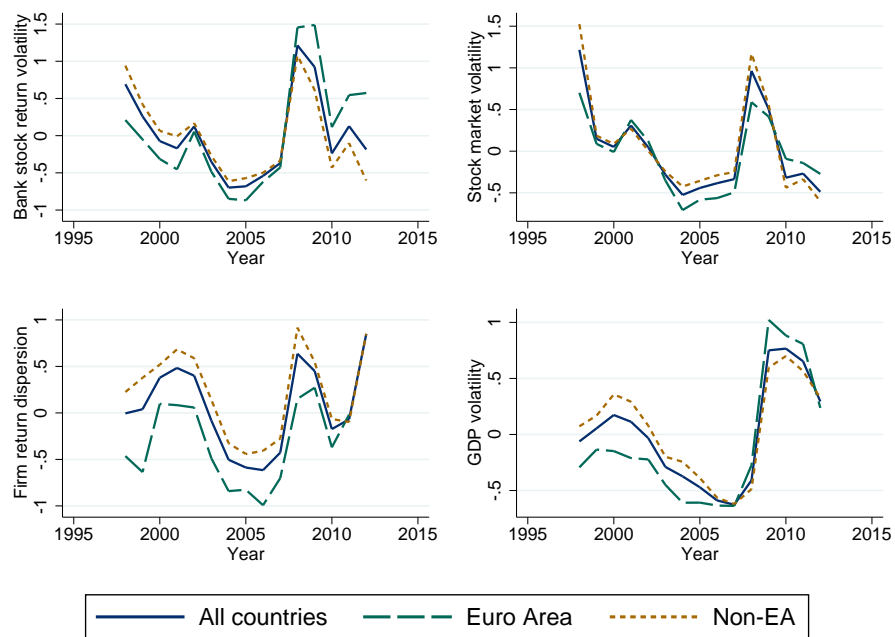 Bank stock return volatility
1.5
1
.5
0
-.5
-1
1995 2000 2005 2010 2015
Year
Stock market volatility
1.5
1
.5
0
-.5
1995 2000 2005 2010 2015
Year
Firm return dispersion
1
.5
0
-.5
-1
1995 2000 2005 2010 2015
Year
GDP volatility
1
.5
0
-.5
1995 2000 2005 2010 2015
Year
All countries Euro Area Non-EA